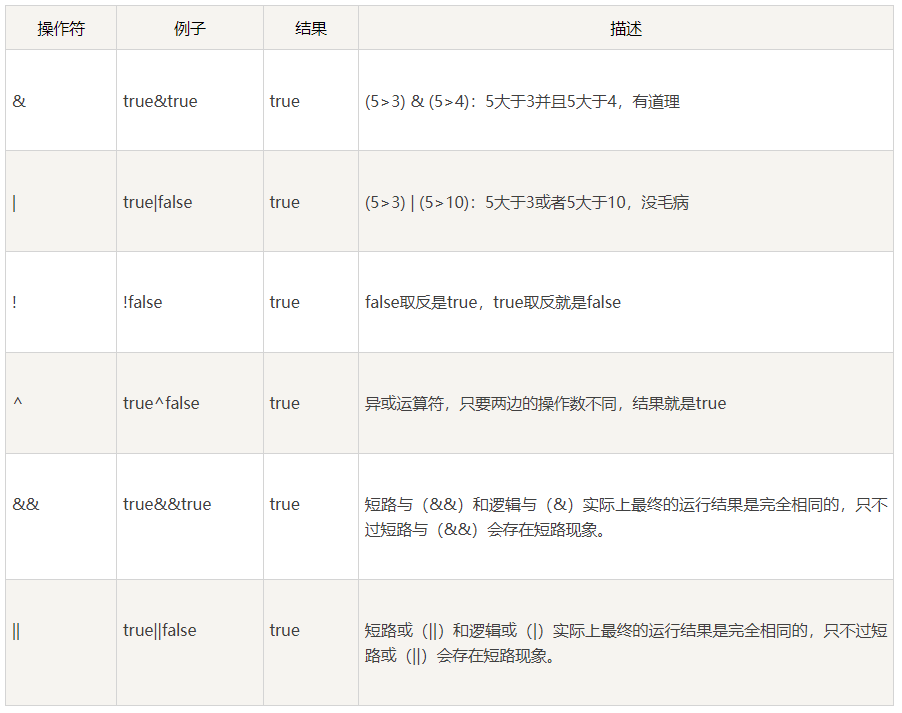 操作符 例子 结果 描述
& true&true true (5>3) & (5>4)：5大于3并且5大于4，有道理
| true|false true (5>3) | (5>10)：5大于3或者5大于10，没毛病
! !false true false取反是true，true取反就是false
^ true^false true 异或运算符，只要两边的操作数不同，结果就是true
&& true&&true true 短路与（&&）和逻辑与（&）实际上最终的运行结果是完全相同的，只不
过短路与（&&）会存在短路现象。
|| true||false true 短路或（||）和逻辑或（|）实际上最终的运行结果是完全相同的，只不过短
路或（||）会存在短路现象。